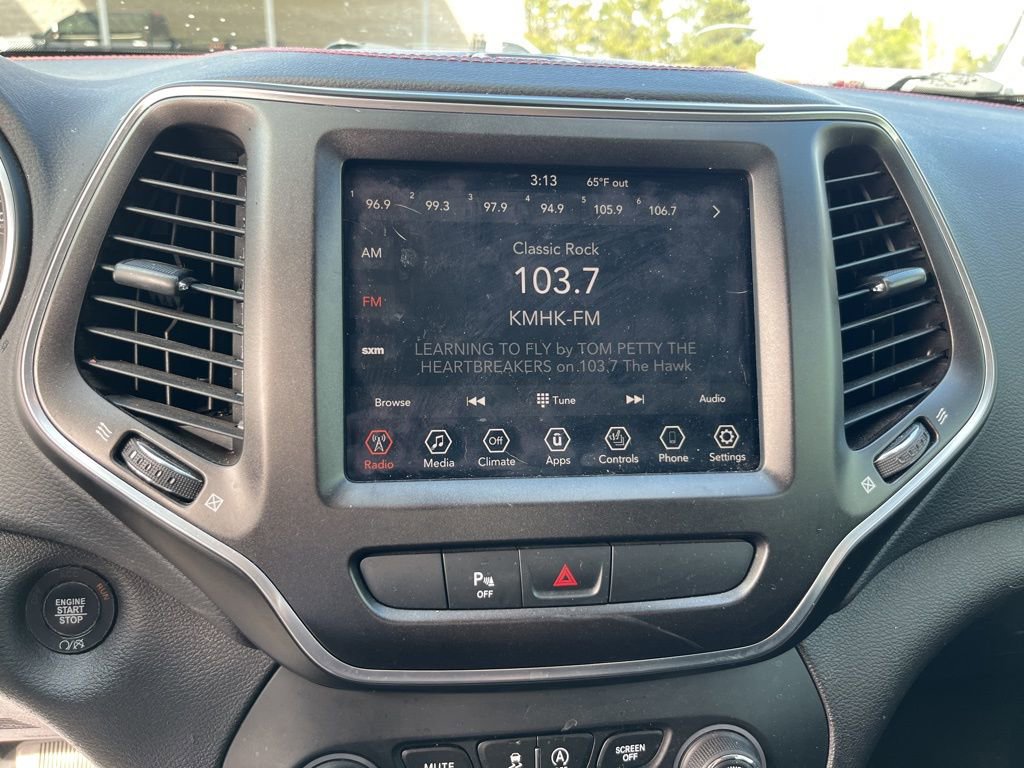 3:13 65°F out
1 96.9 2 99.3 3 97.9 4 94.9 5 105.9 6 106.7
AM
FM
sxm
Classic Rock
103.7
KMHK-FM
LEARNING TO FLY by TOM PETTY THE
HEARTBREAKERS on 103.7 The Hawk
Browse Tune Audio
Off
Radio Media Climate Apps Controls Phone Settings
P
OFF
RUN
ENGINE
START
STOP
MUTE
OFF
A
OFF
SCREEN
OFF